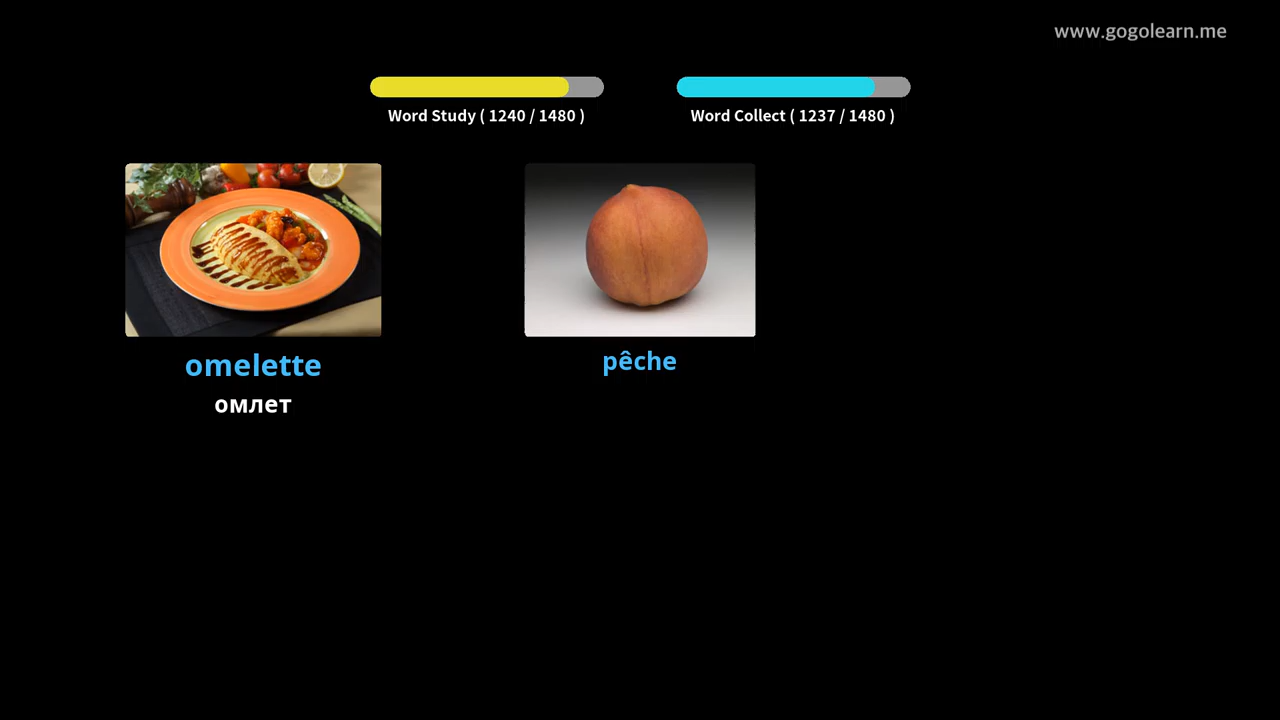 www.gogolearn.me
Word Study ( 1240 / 1480 )
Word Collect ( 1237 / 1480 )
omelette
омлет
pêche